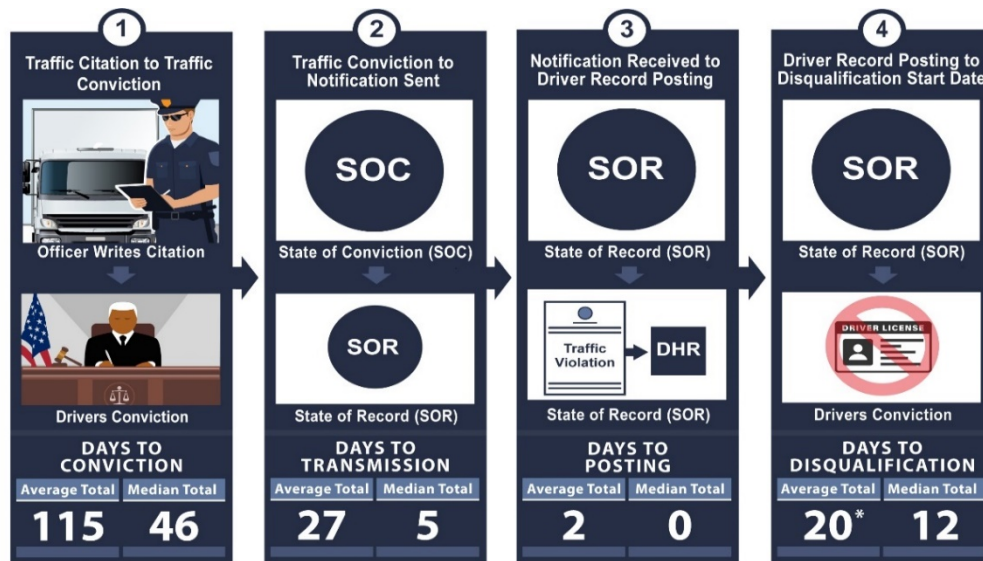 1
Traffic Citation to Traffic
Conviction
Officer Writes Citation
Drivers Conviction
DAYS TO
CONVICTION
Average Total Median Total
115 46
2
Traffic Conviction to
Notification Sent
SOC
State of Conviction (SOC)
SOR
State of Record (SOR)
DAYS TO
TRANSMISSION
Average Total Median Total
27 5
3
Notification Received to
Driver Record Posting
SOR
State of Record (SOR)
Traffic
Violation
DHR
State of Record (SOR)
DAYS TO
POSTING
Average Total Median Total
2 0
4
Driver Record Posting to
Disqualification Start Date
SOR
State of Record (SOR)
DRIVER LICENSE
Drivers Conviction
DAYS TO
DISQUALIFICATION
Average Total Median Total
20* 12